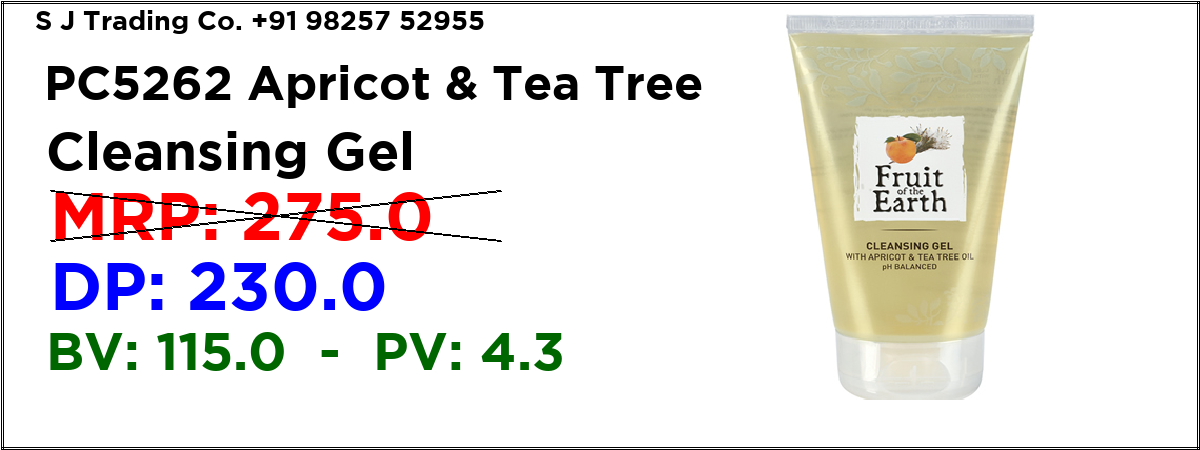 S J Trading Co. +91 98257 52955
PC5262 Apricot & Tea Tree
Cleansing Gel
MRP: 275.0
DP: 230.0
BV: 115.0 - PV: 4.3
Fruit
of the
Earth
CLEANSING GEL
WITH APRICOT & TEA TREE OIL
pH BALANCED